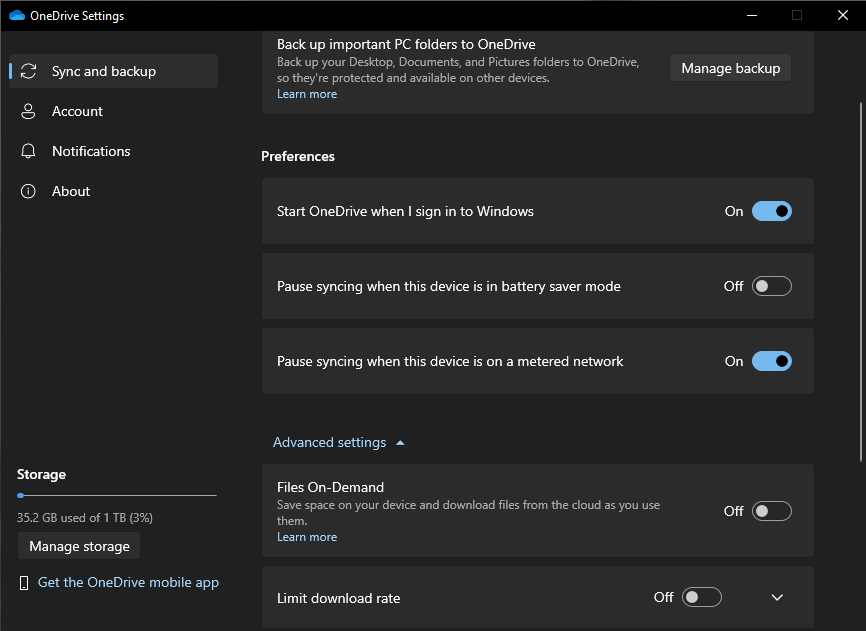 OneDrive Settings
Sync and backup
Account
Notifications
About
Storage
35.2 GB used of 1 TB (3%)
Manage storage
Get the OneDrive mobile app
Back up important PC folders to OneDrive
Back up your Desktop, Documents, and Pictures folders to OneDrive,
so they're protected and available on other devices.
Learn more
Manage backup
Preferences
Start OneDrive when I sign in to Windows
On
Pause syncing when this device is in battery saver mode
Off
Pause syncing when this device is on a metered network
On
Advanced settings
Files On-Demand
Save space on your device and download files from the cloud as you use
them.
Learn more
Off
Limit download rate
Off